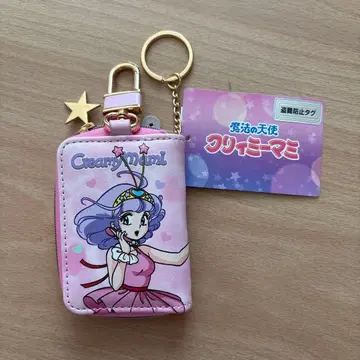 Creamy Mami
盗難防止タグ
魔法の天使
クリィミーマミ